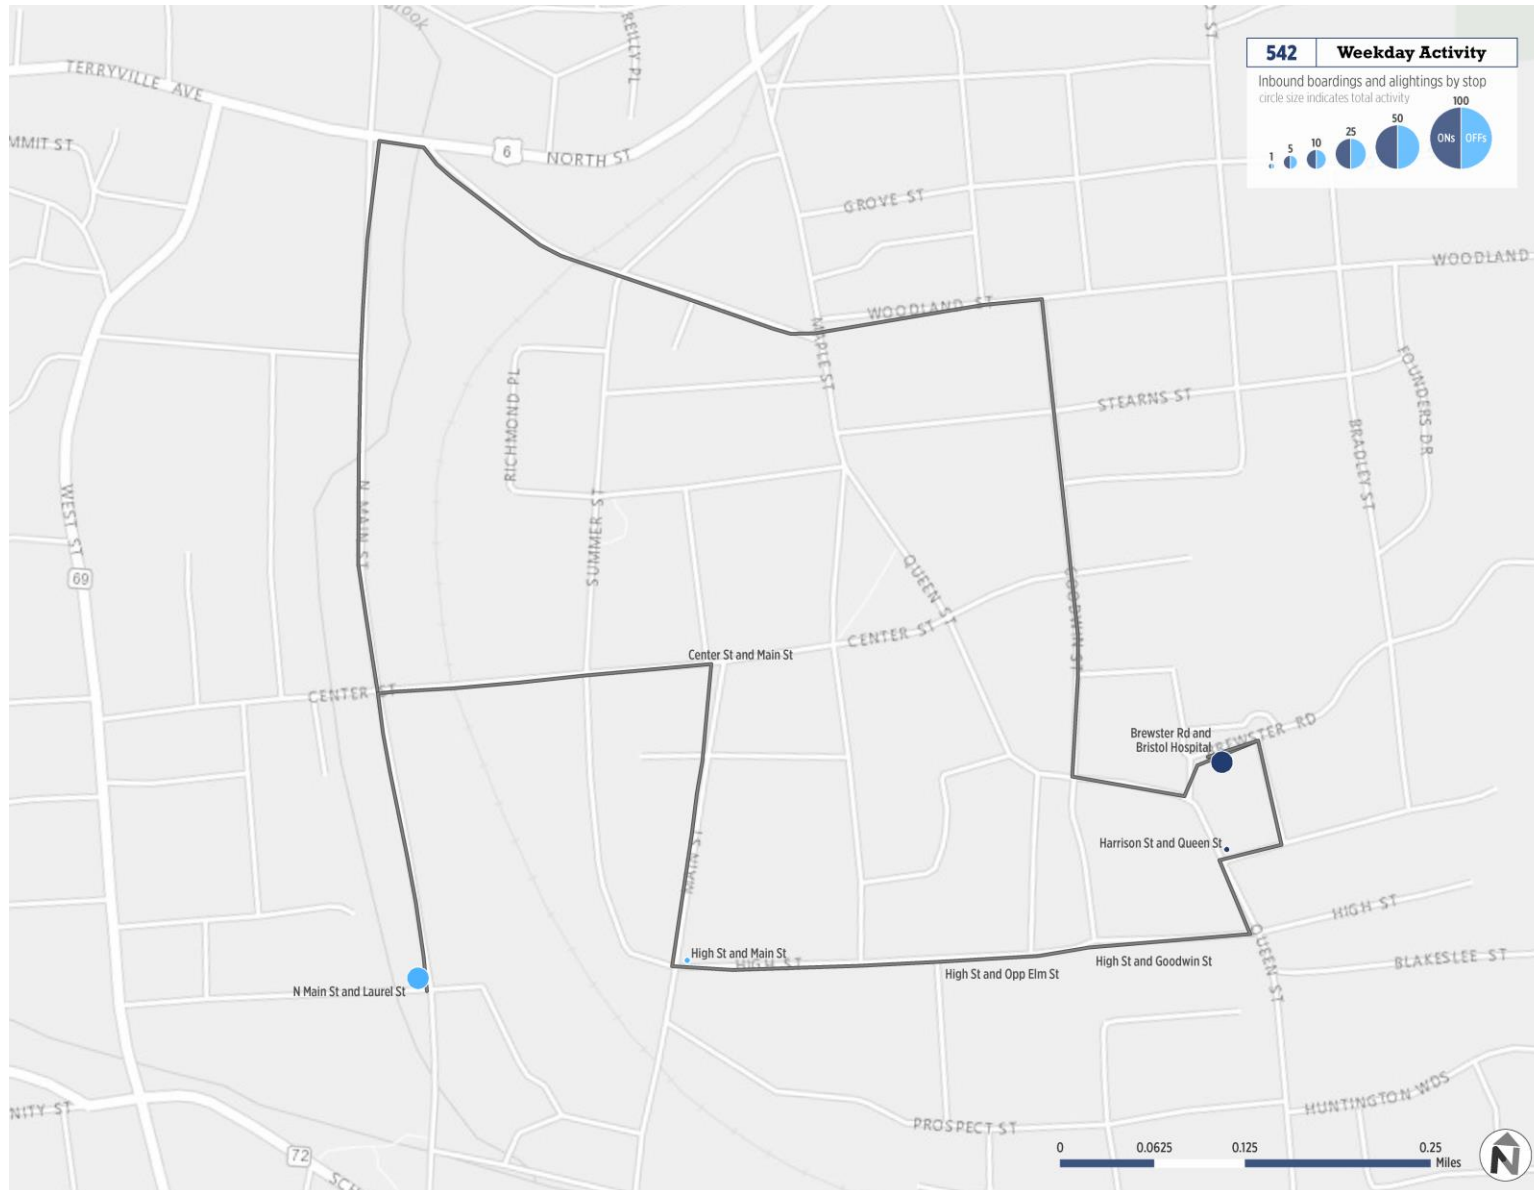 Brook
REILLY PL
ST
542 Weekday Activity
Inbound boardings and alightings by stop
circle size indicates total activity
1 5 10 25 50 100
ONs OFFs
TERRYVILLE AVE
MMIT ST
6
NORTH ST
GROVE ST
WOODLAND
WOODLAND ST
MAPLE ST
FOUNDERS DR
RICHMOND PL
STEARNS ST
BRADLEY ST
WEST ST
N MAIN ST
SUMMER ST
69
QUEEN ST
GOODWIN ST
CENTER ST
Center St and Main St
CENTER ST
BREWSTER RD
Brewster Rd and
Bristol Hospital
MAIN ST
Harrison St and Queen St
HIGH ST
High St and Main St
HIGH ST
High St and Opp Elm St
High St and Goodwin St
QUEEN ST
BLAKESLEE ST
N Main St and Laurel St
NITY ST
HUNTINGTON WDS
PROSPECT ST
72
SCH
0 0.0625 0.125 0.25
Miles
N